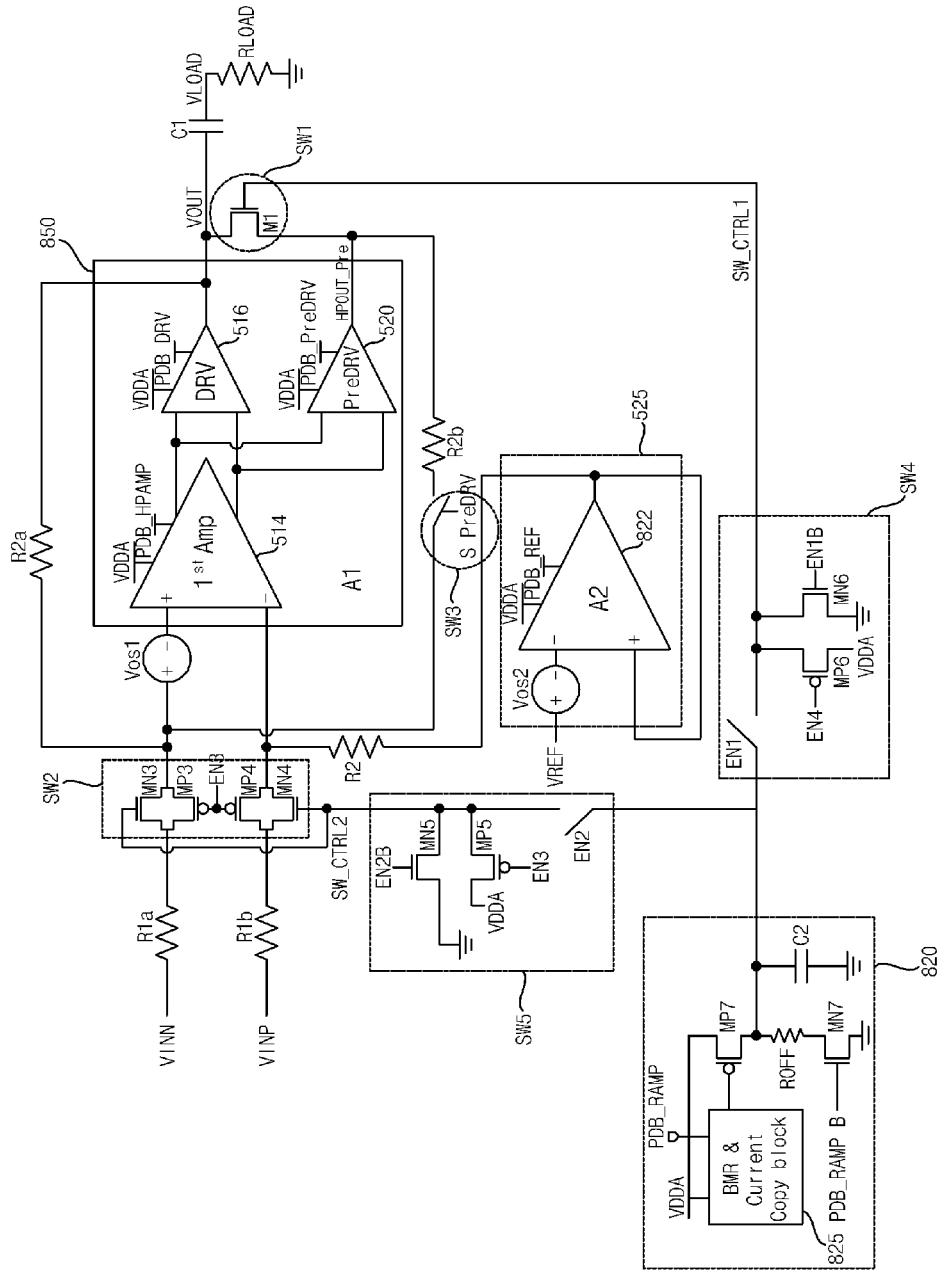 850
R2a
VOUT
C1
VLOAD
RLOAD
SW1
M1
VDDA
PDB_DRV
DRV
516
VDDA
PDB_PreDRV
PreDRV
520
HPOUT_Pre
VDDA
PDB_HPAMP
1st Amp
+
-
514
A1
Vos1
+
-
R2b
S_PreDRV
SW3
SW_CTRL1
525
VDDA
PDB_REF
A2
-
+
822
Vos2
+
-
VREF
R2
SW2
MN3
MP3
EN3
MP4
MN4
R1a
R1b
VINN
VINP
SW_CTRL2
EN2B
MN5
MP5
VDDA
EN3
EN2
SW5
SW4
EN1
EN4
MP6
VDDA
MN6
EN1B
PDB_RAMP
VDDA
BMR &
Current
Copy block
825
MP7
ROFF
MN7
PDB_RAMP B
C2
820